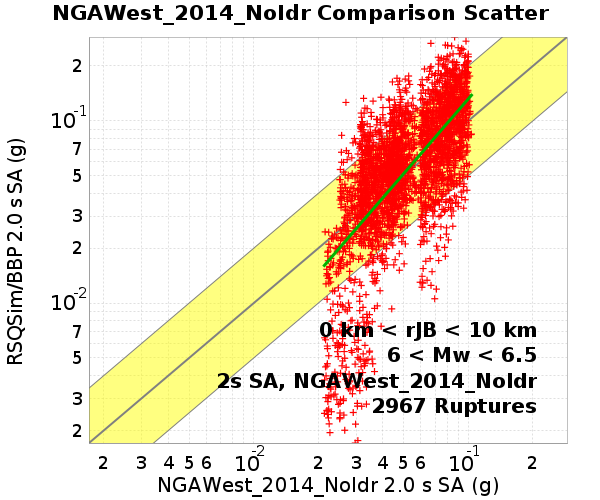 NGAWest_2014_NoIdr Comparison Scatter
RSQSim/BBP 2.0 s SA (g)
2
10-1
7
5
3
2
10-2
7
5
3
2
0 km < rJB < 10 km
6 < Mw < 6.5
2s SA, NGAWest_2014_NoIdr
2967 Ruptures
2 3 4 5 6 10-2 2 3 4 5 6 10-1 2
NGAWest_2014_NoIdr 2.0 s SA (g)